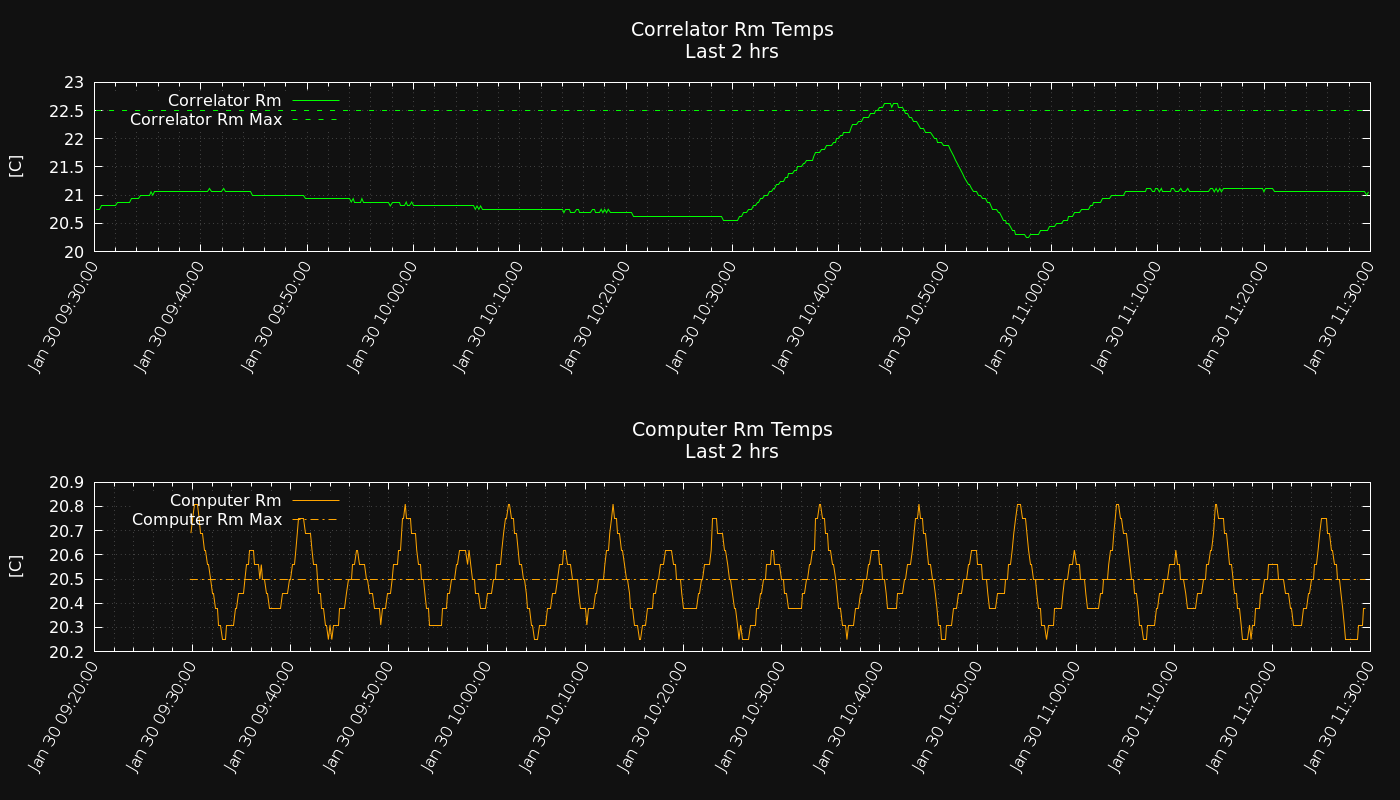 Correlator Rm Temps
Last 2 hrs
23
22.5
22
21.5
21
20.5
20
[C]
Correlator Rm
Correlator Rm Max
Jan 30 09:30:00
Jan 30 09:40:00
Jan 30 09:50:00
Jan 30 10:00:00
Jan 30 10:10:00
Jan 30 10:20:00
Jan 30 10:30:00
Jan 30 10:40:00
Jan 30 10:50:00
Jan 30 11:00:00
Jan 30 11:10:00
Jan 30 11:20:00
Jan 30 11:30:00
Computer Rm Temps
Last 2 hrs
20.9
20.8
20.7
20.6
20.5
20.4
20.3
20.2
[C]
Computer Rm
Computer Rm Max
Jan 30 09:20:00
Jan 30 09:30:00
Jan 30 09:40:00
Jan 30 09:50:00
Jan 30 10:00:00
Jan 30 10:10:00
Jan 30 10:20:00
Jan 30 10:30:00
Jan 30 10:40:00
Jan 30 10:50:00
Jan 30 11:00:00
Jan 30 11:10:00
Jan 30 11:20:00
Jan 30 11:30:00